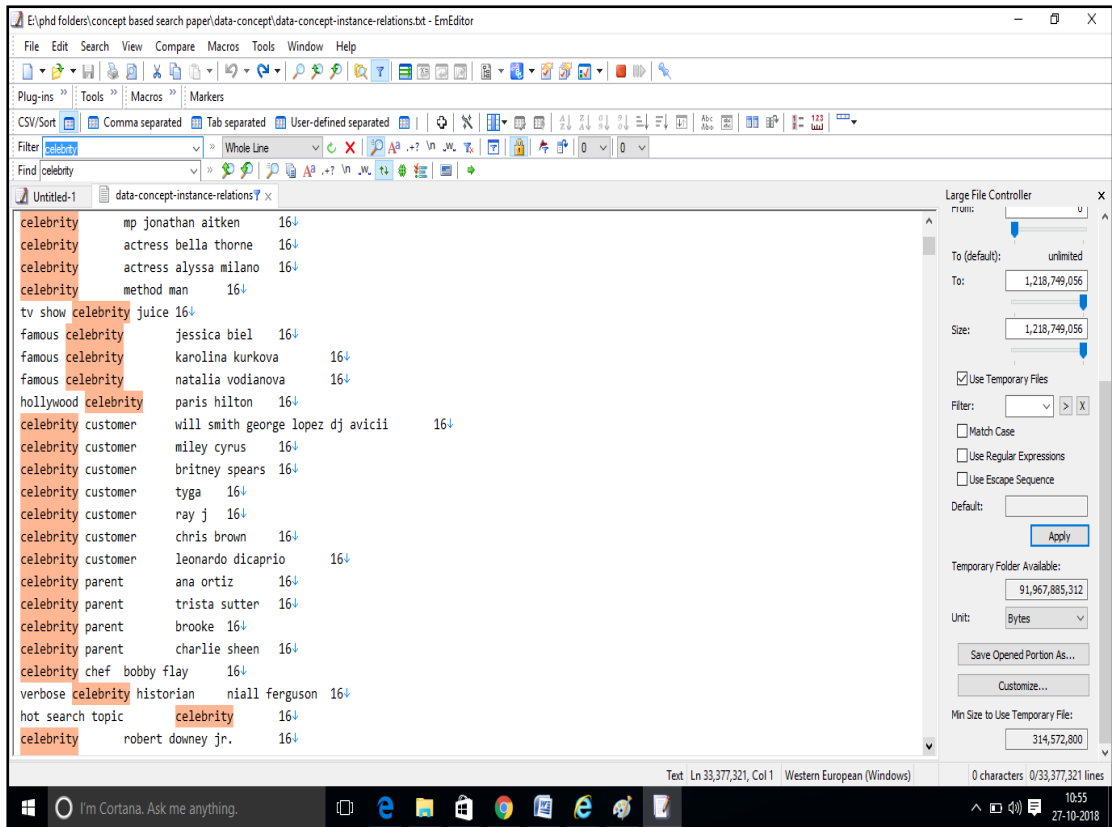 E:\phd folders\concept based search paper\data-concept\data-concept-instance-relations.txt - EmEditor
File Edit Search View Compare Macros Tools Window Help
Plug-ins » Tools » Macros » Markers
CSV/Sort Comma separated Tab separated User-defined separated
Filter celebrity » Whole Line 0 0
Find celebrity »
Untitled-1 data-concept-instance-relations x
celebrity mp jonathan aitken 16↓
celebrity actress bella thorne 16↓
celebrity actress alyssa milano 16↓
celebrity method man 16↓
tv show celebrity juice 16↓
famous celebrity jessica biel 16↓
famous celebrity karolina kurkova 16↓
famous celebrity natalia vodianova 16↓
hollywood celebrity paris hilton 16↓
celebrity customer will smith george lopez dj avicii 16↓
celebrity customer miley cyrus 16↓
celebrity customer britney spears 16↓
celebrity customer tyga 16↓
celebrity customer ray j 16↓
celebrity customer chris brown 16↓
celebrity customer leonardo dicaprio 16↓
celebrity parent ana ortiz 16↓
celebrity parent trista sutter 16↓
celebrity parent brooke 16↓
celebrity parent charlie sheen 16↓
celebrity chef bobby flay 16↓
verbose celebrity historian niall ferguson 16↓
hot search topic celebrity 16↓
celebrity robert downey jr. 16↓
Large File Controller x
From: 0
To (default): unlimited
To: 1,218,749,056
Size: 1,218,749,056
Use Temporary Files
Filter: > X
Match Case
Use Regular Expressions
Use Escape Sequence
Default:
Apply
Temporary Folder Available:
91,967,885,312
Unit: Bytes
Save Opened Portion As...
Customize...
Min Size to Use Temporary File:
314,572,800
Text Ln 33,377,321, Col 1 Western European (Windows) 0 characters 0/33,377,321 lines
I'm Cortana. Ask me anything.
10:55
27-10-2018